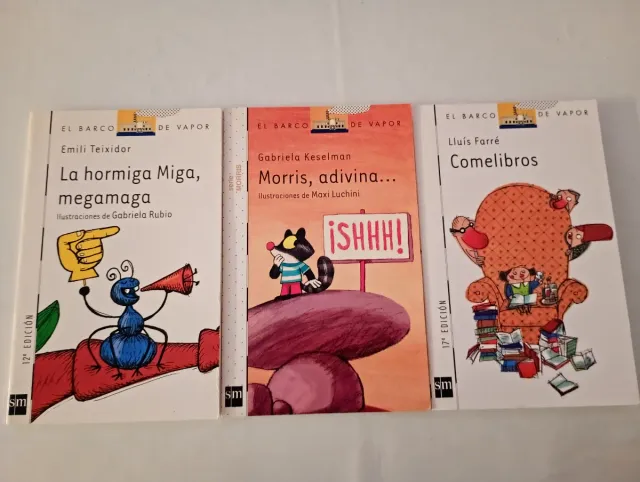 EL BARCO DE VAPOR
Emili Teixidor
La hormiga Miga,
megamaga
Ilustraciones de Gabriela Rubio
12ª EDICIÓN
sm
EL BARCO DE VAPOR
Gabriela Keselman
Morris, adivina...
Ilustraciones de Maxi Luchini
¡SHHH!
sm
EL BARCO DE VAPOR
Lluís Farré
Comelibros
17ª EDICIÓN
sm